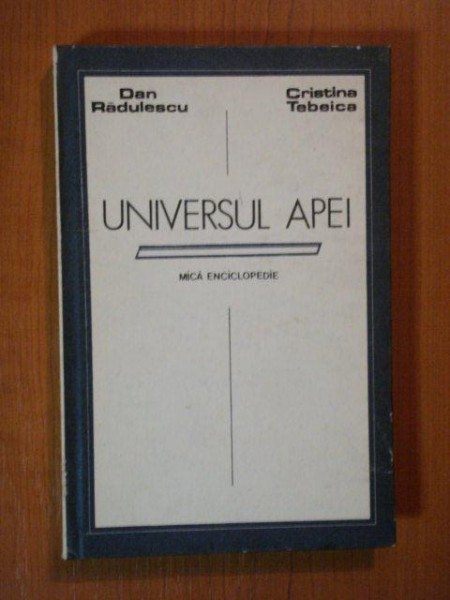 Dan
Rădulescu
Cristina
Tebeica
UNIVERSUL APEI
MICĂ ENCICLOPEDIE